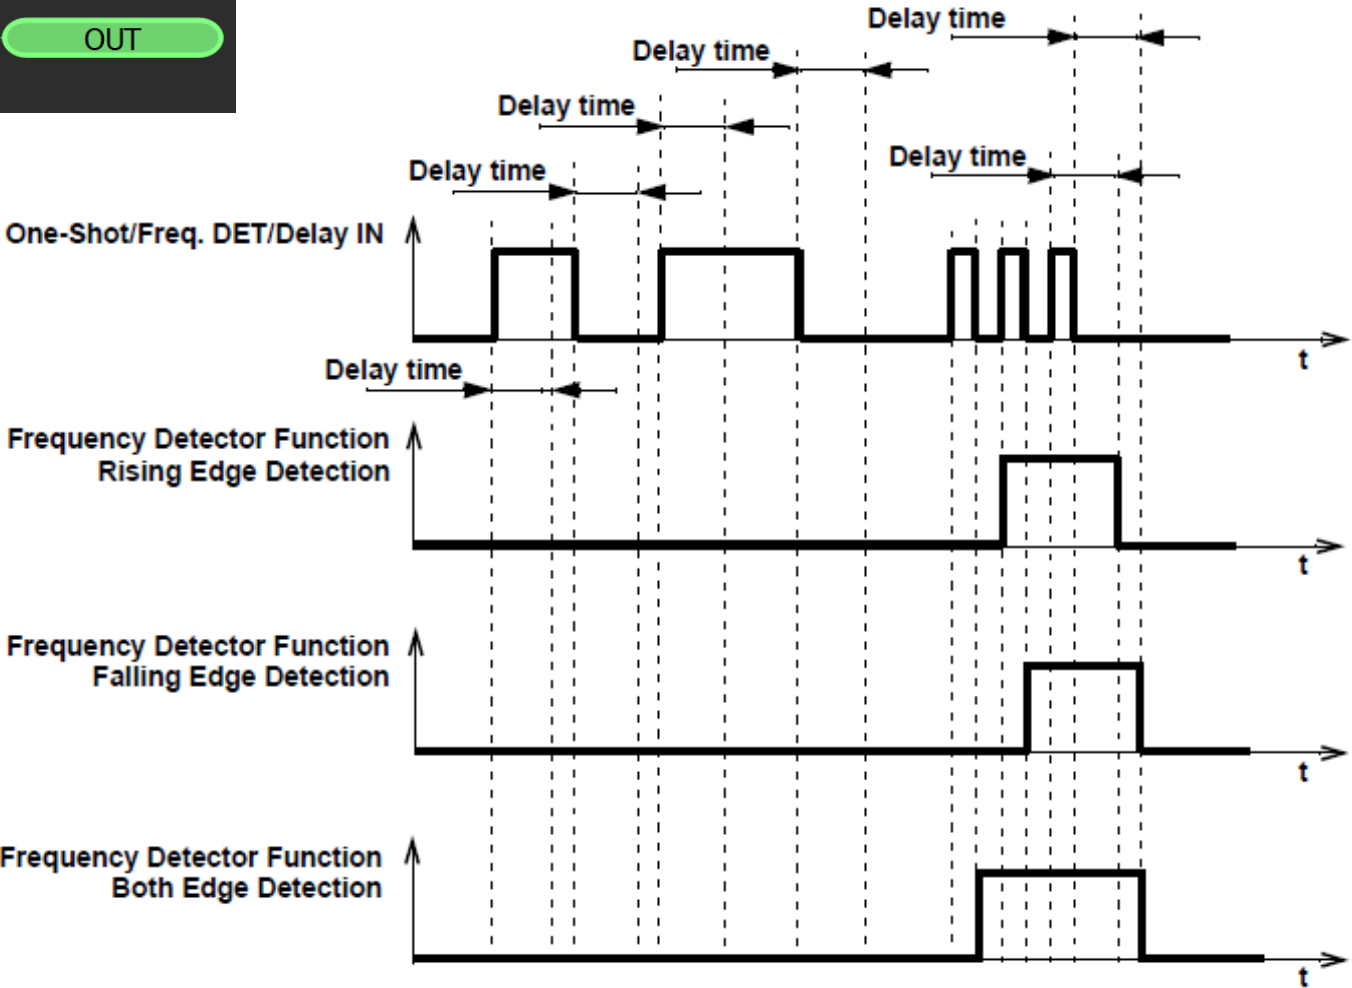 OUT
Delay time
Delay time
Delay time
Delay time
Delay time
One-Shot/Freq. DET/Delay IN
t
Delay time
Frequency Detector Function
Rising Edge Detection
t
Frequency Detector Function
Falling Edge Detection
t
Frequency Detector Function
Both Edge Detection
t